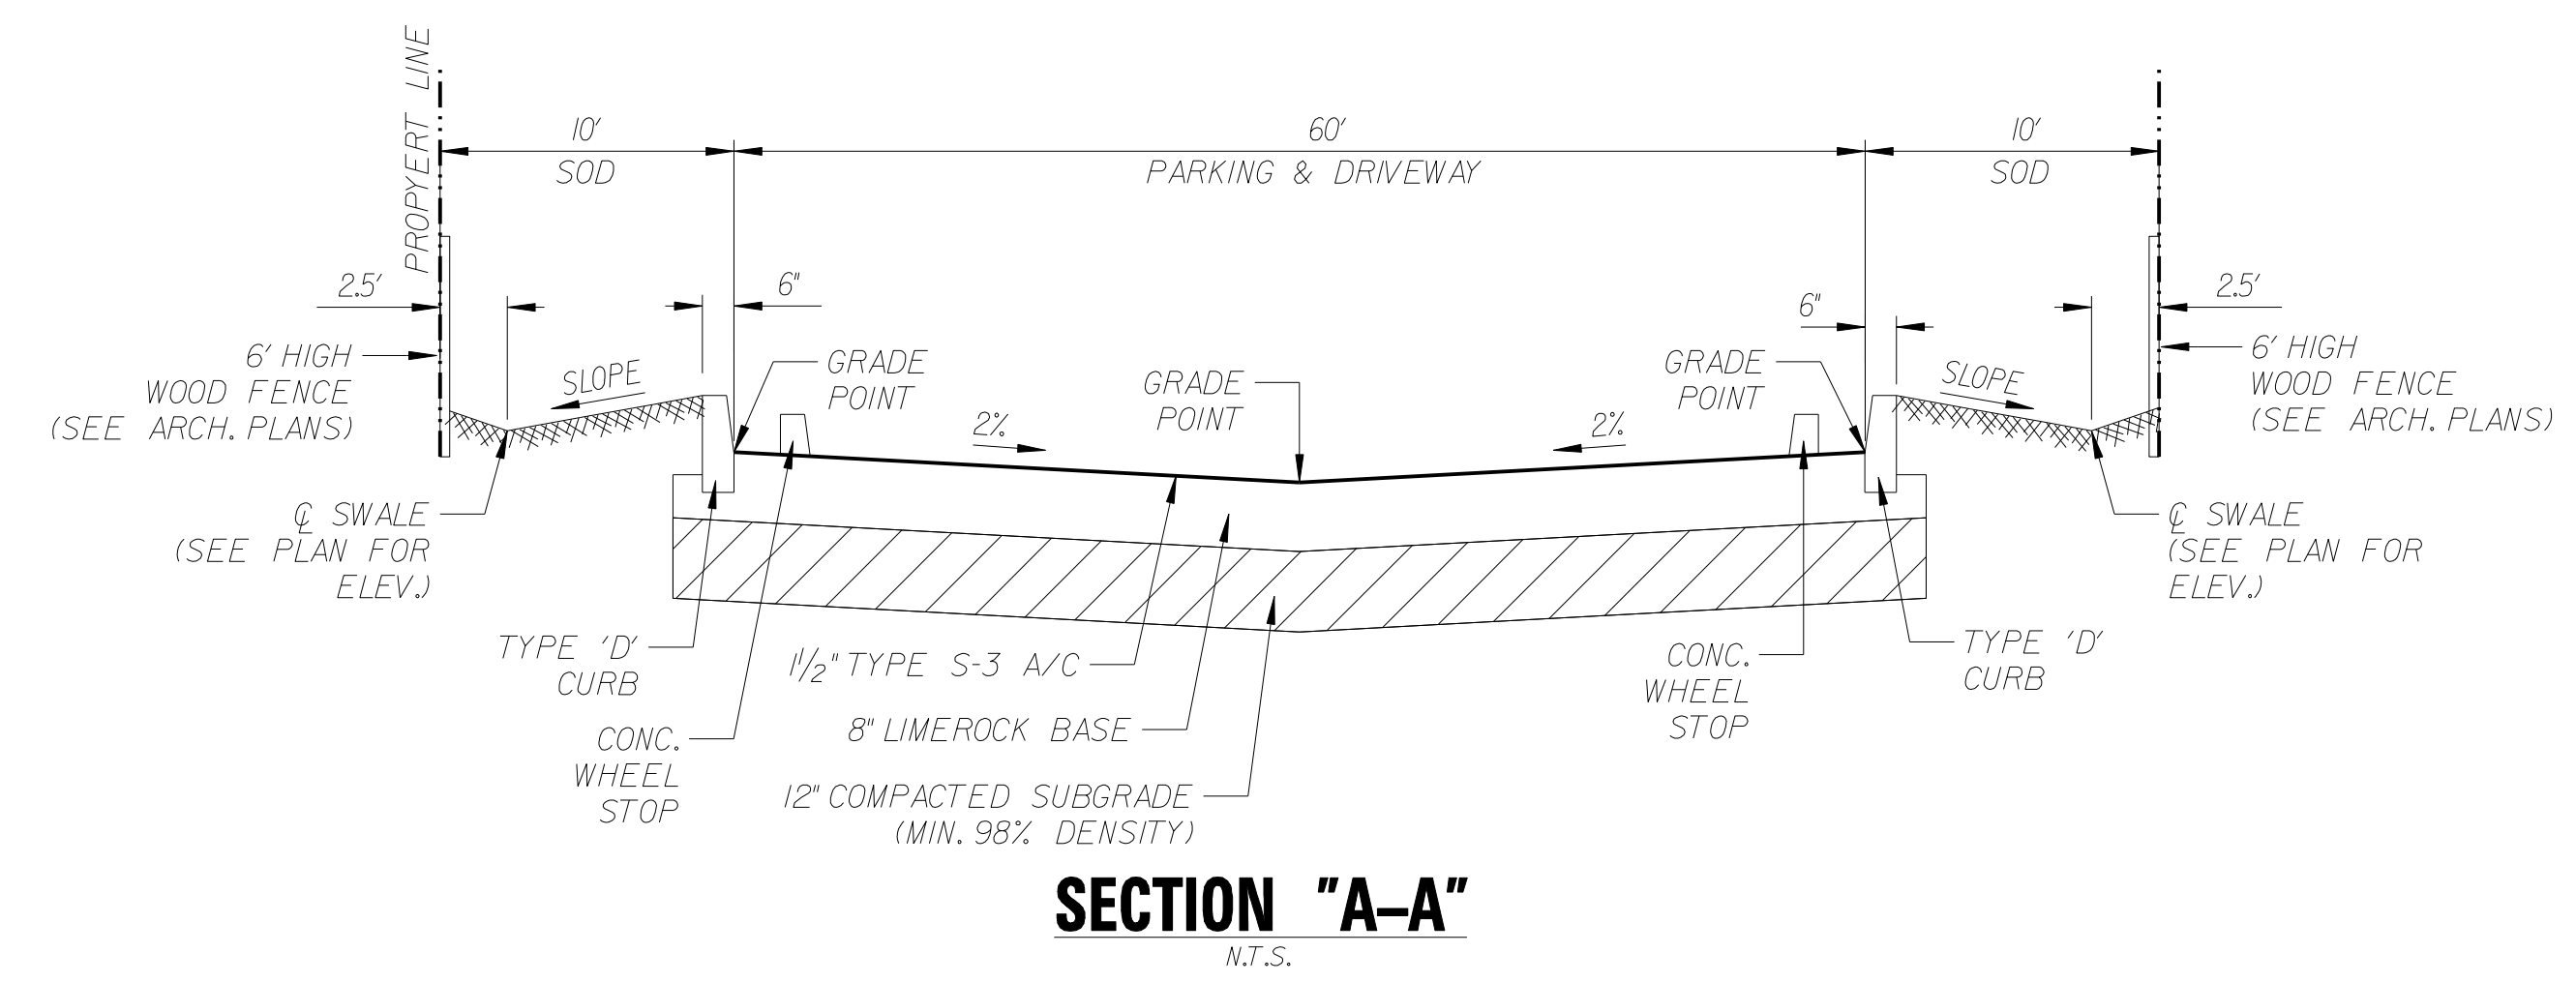 PROPYERT LINE
10'
SOD
60'
PARKING & DRIVEWAY
10'
SOD
2.5'
6"
6"
2.5'
6' HIGH
WOOD FENCE
(SEE ARCH. PLANS)
SLOPE
GRADE
POINT
GRADE
POINT
GRADE
POINT
SLOPE
6' HIGH
WOOD FENCE
(SEE ARCH. PLANS)
2%
2%
℄ SWALE
(SEE PLAN FOR
ELEV.)
℄ SWALE
(SEE PLAN FOR
ELEV.)
TYPE 'D'
CURB
1 1/2" TYPE S-3 A/C
CONC.
WHEEL
STOP
TYPE 'D'
CURB
CONC.
WHEEL
STOP
8" LIMEROCK BASE
12" COMPACTED SUBGRADE
(MIN. 98% DENSITY)
SECTION "A-A"
N.T.S.